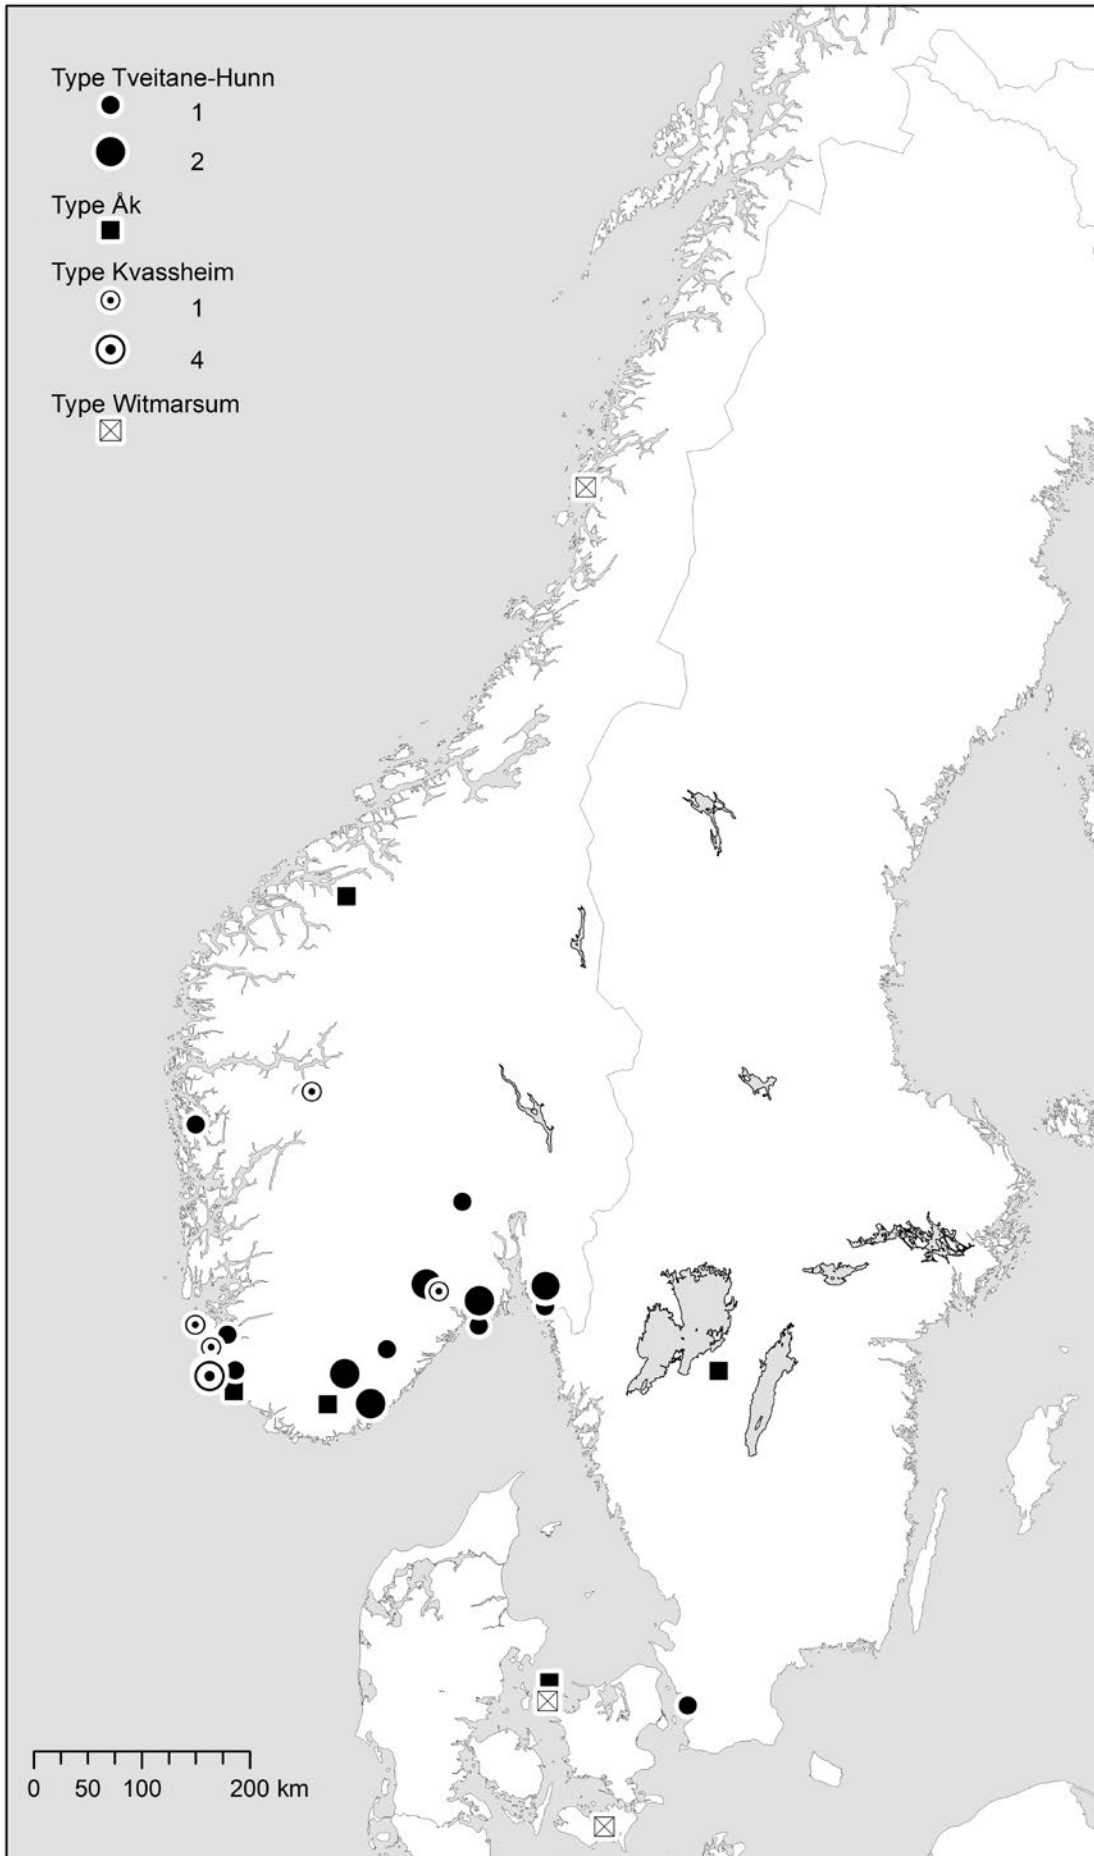 Type Tveitane-Hunn
1
2
Type Åk
Type Kvassheim
1
4
Type Witmarsum
0 50 100 200 km